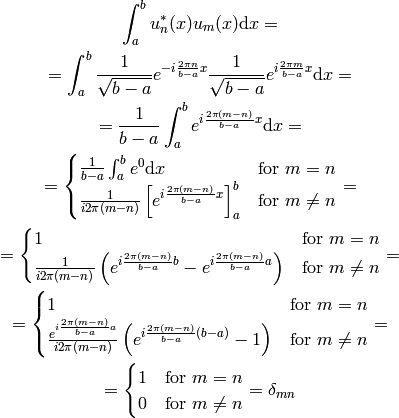 $\int_a^b u_n^*(x) u_m(x) \mathrm{d}x =$
$= \int_a^b \frac{1}{\sqrt{b-a}} e^{-i\frac{2\pi n}{b-a}x} \frac{1}{\sqrt{b-a}} e^{i\frac{2\pi m}{b-a}x} \mathrm{d}x =$
$= \frac{1}{b-a} \int_a^b e^{i\frac{2\pi(m-n)}{b-a}x} \mathrm{d}x =$
$= \begin{cases} \frac{1}{b-a} \int_a^b e^0 \mathrm{d}x & \text{for } m = n \\ \frac{1}{i2\pi(m-n)} \left[ e^{i\frac{2\pi(m-n)}{b-a}x} \right]_a^b & \text{for } m \neq n \end{cases} =$
$= \begin{cases} 1 & \text{for } m = n \\ \frac{1}{i2\pi(m-n)} \left( e^{i\frac{2\pi(m-n)}{b-a}b} - e^{i\frac{2\pi(m-n)}{b-a}a} \right) & \text{for } m \neq n \end{cases} =$
$= \begin{cases} 1 & \text{for } m = n \\ \frac{e^{i\frac{2\pi(m-n)}{b-a}a}}{i2\pi(m-n)} \left( e^{i\frac{2\pi(m-n)}{b-a}(b-a)} - 1 \right) & \text{for } m \neq n \end{cases} =$
$= \begin{cases} 1 & \text{for } m = n \\ 0 & \text{for } m \neq n \end{cases} = \delta_{mn}$